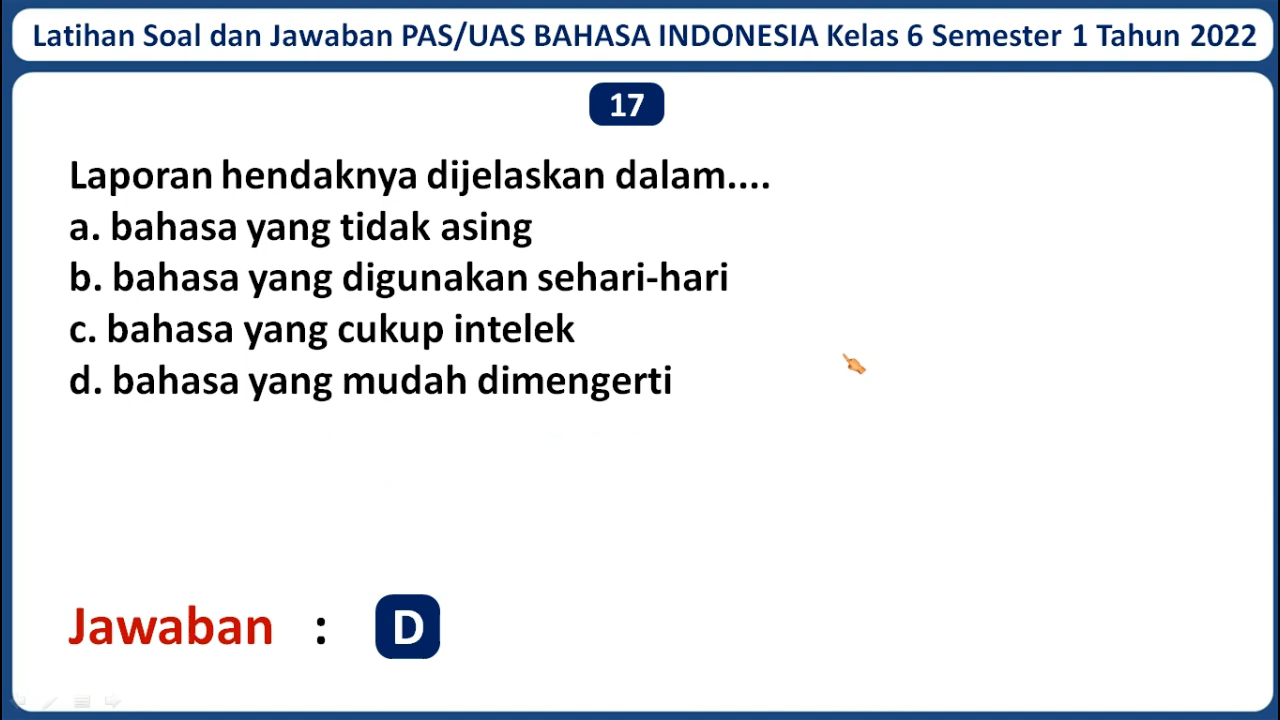 Latihan Soal dan Jawaban PAS/UAS BAHASA INDONESIA Kelas 6 Semester 1 Tahun 2022
17
Laporan hendaknya dijelaskan dalam....
a. bahasa yang tidak asing
b. bahasa yang digunakan sehari-hari
c. bahasa yang cukup intelek
d. bahasa yang mudah dimengerti
Jawaban : D